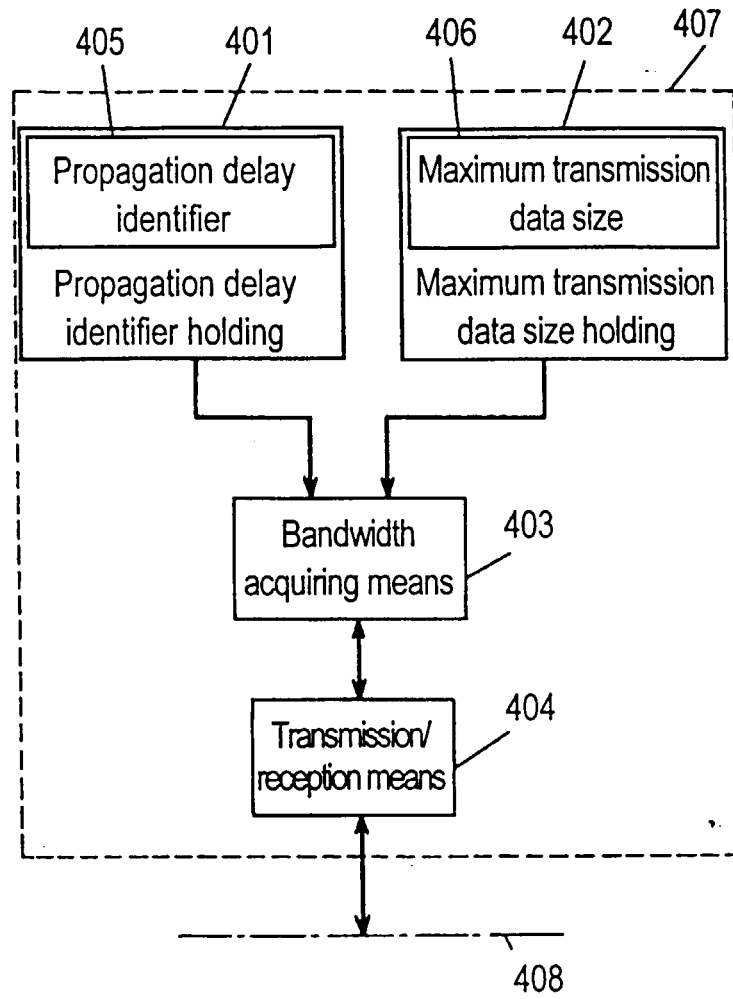 405
401
406
402
407
Propagation delay
identifier
Propagation delay
identifier holding
Maximum transmission
data size
Maximum transmission
data size holding
Bandwidth
acquiring means
403
Transmission/
reception means
404
408